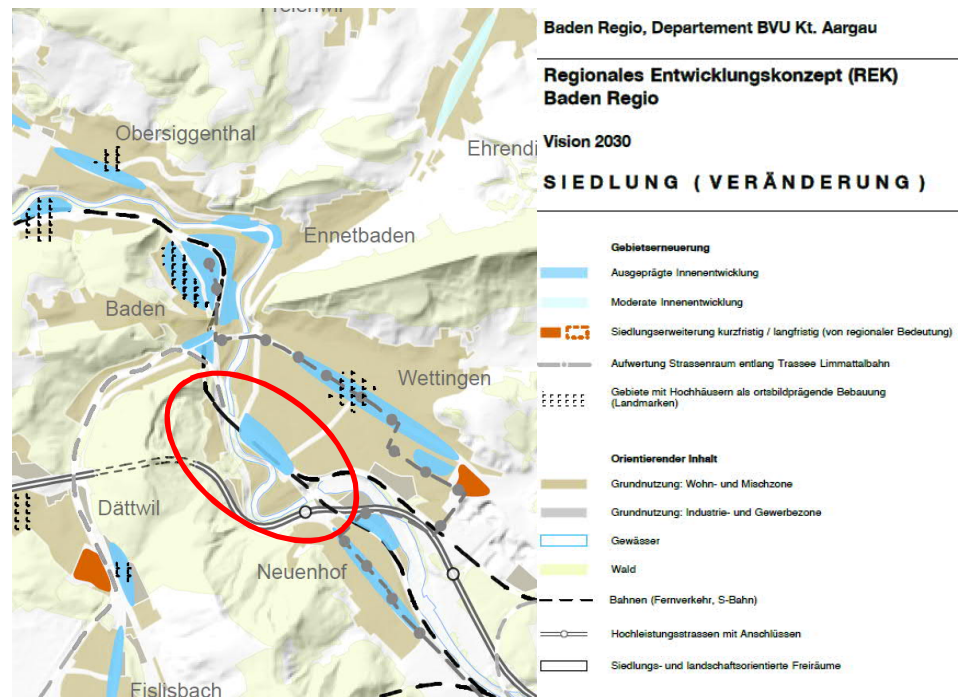 Freienwil
Obersiggenthal
Ehrendi
Ennetbaden
Baden
Wettingen
Dättwil
Neuenhof
Fislisbach
Baden Regio, Departement BVU Kt. Aargau
Regionales Entwicklungskonzept (REK)
Baden Regio
Vision 2030
SIEDLUNG (VERÄNDERUNG)
Gebietserneuerung
Ausgeprägte Innenentwicklung
Moderate Innenentwicklung
Siedlungserweiterung kurzfristig / langfristig (von regionaler Bedeutung)
Aufwertung Strassenraum entlang Trassee Limmattalbahn
Gebiete mit Hochhäusern als ortsbildprägende Bebauung
(Landmarken)
Orientierender Inhalt
Grundnutzung: Wohn- und Mischzone
Grundnutzung: Industrie- und Gewerbezone
Gewässer
Wald
Bahnen (Fernverkehr, S-Bahn)
Hochleistungsstrassen mit Anschlüssen
Siedlungs- und landschaftsorientierte Freiräume